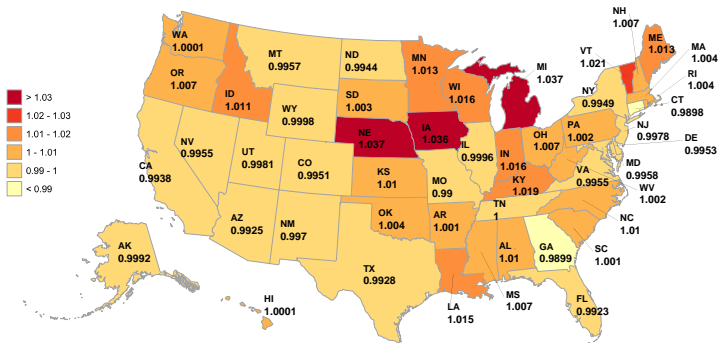 NH
1.007
WA
1.0001
ME
1.013
MA
1.004
VT
1.021
MT
0.9957
ND
0.9944
MN
1.013
MI
1.037
RI
1.004
OR
1.007
ID
1.011
WI
1.016
> 1.03
1.02 - 1.03
1.01 - 1.02
1 - 1.01
0.99 - 1
< 0.99
SD
1.003
NY
0.9949
CT
0.9898
WY
0.9998
NJ
0.9978
PA
1.002
DE
0.9953
NE
1.037
IA
1.036
OH
1.007
IL
0.9996
IN
1.016
NV
0.9955
UT
0.9981
CO
0.9951
CA
0.9938
MD
0.9958
VA
0.9955
WV
1.002
KS
1.01
MO
0.99
KY
1.019
TN
1
NC
1.01
AZ
0.9925
NM
0.997
OK
1.004
AR
1.001
SC
1.001
AK
0.9992
AL
1.01
GA
0.9899
TX
0.9928
MS
1.007
LA
1.015
HI
1.0001
FL
0.9923